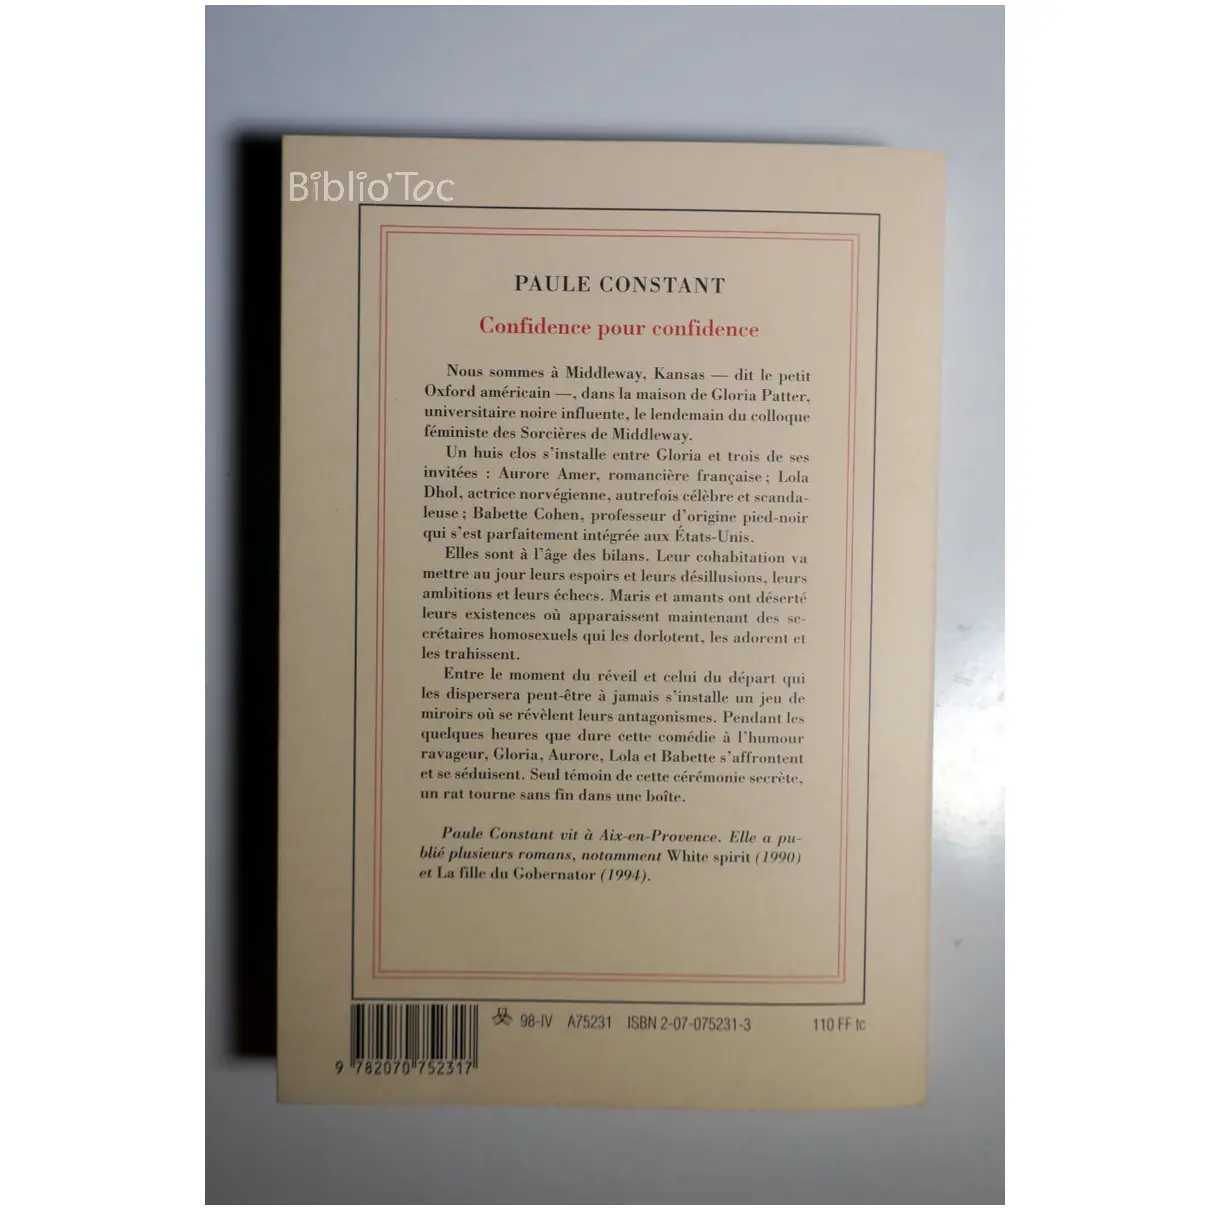 Biblio'Toc
PAULE CONSTANT
Confidence pour confidence
Nous sommes à Middleway, Kansas — dit le petit
Oxford américain —, dans la maison de Gloria Patter,
universitaire noire influente, le lendemain du colloque
féministe des Sorcières de Middleway.
Un huis clos s'installe entre Gloria et trois de ses
invitées : Aurore Amer, romancière française ; Lola
Dhol, actrice norvégienne, autrefois célèbre et scanda-
leuse ; Babette Cohen, professeur d'origine pied-noir
qui s'est parfaitement intégrée aux États-Unis.
Elles sont à l'âge des bilans. Leur cohabitation va
mettre au jour leurs espoirs et leurs désillusions, leurs
ambitions et leurs échecs. Maris et amants ont déserté
leurs existences où apparaissent maintenant des se-
crétaires homosexuels qui les dorlotent, les adorent et
les trahissent.
Entre le moment du réveil et celui du départ qui
les dispersera peut-être à jamais s'installe un jeu de
miroirs où se révèlent leurs antagonismes. Pendant les
quelques heures que dure cette comédie à l'humour
ravageur, Gloria, Aurore, Lola et Babette s'affrontent
et se séduisent. Seul témoin de cette cérémonie secrète,
un rat tourne sans fin dans une boîte.
Paule Constant vit à Aix-en-Provence. Elle a pu-
blié plusieurs romans, notamment White spirit (1990)
et La fille du Gobernator (1994).
98-IV A75231 ISBN 2-07-075231-3 110 FF tc
9 782070 752317